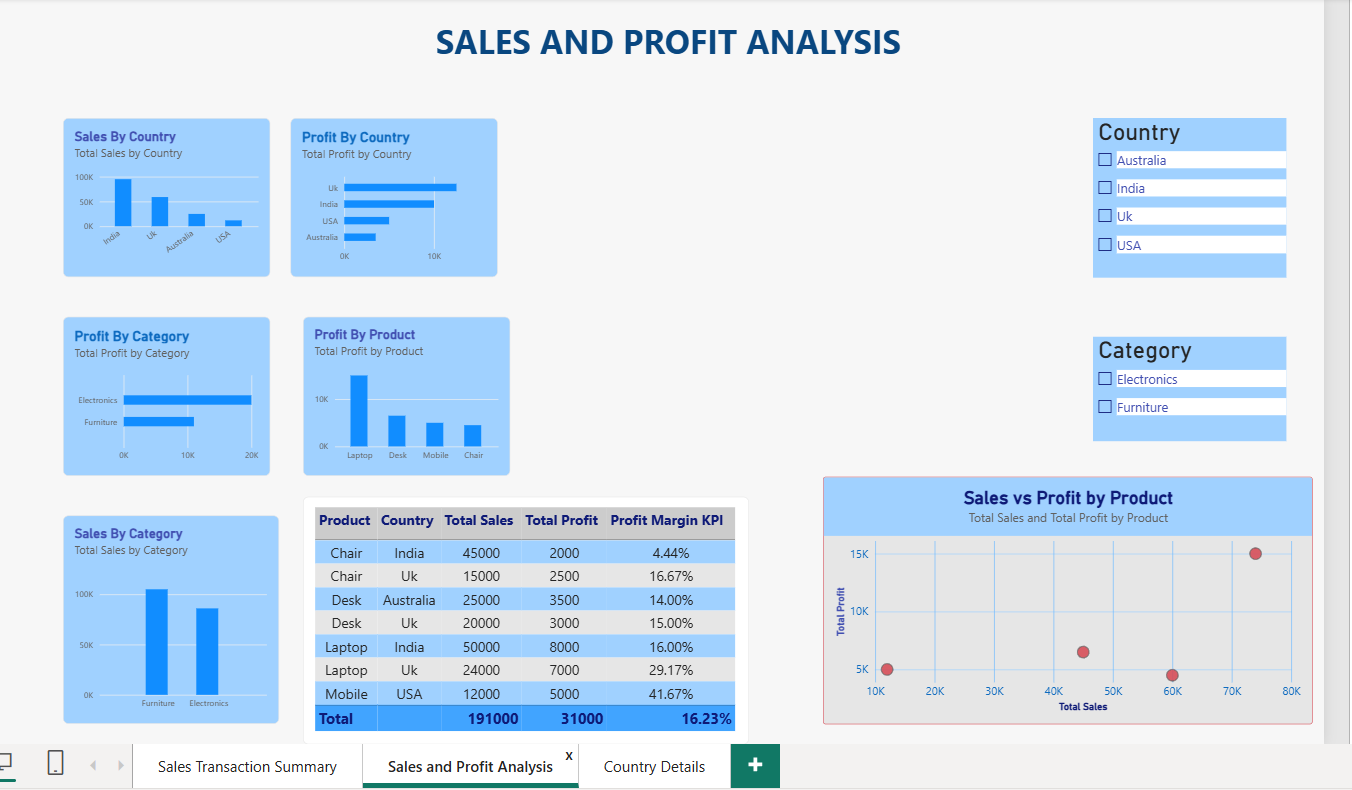 SALES AND PROFIT ANALYSIS
Sales By Country
Total Sales by Country
100K
50K
0K
India
Uk
Australia
USA
Profit By Country
Total Profit by Country
Uk
India
USA
Australia
0K
10K
Country
Australia
India
Uk
USA
Profit By Category
Total Profit by Category
Electronics
Furniture
0K
10K
20K
Profit By Product
Total Profit by Product
10K
0K
Laptop
Desk
Mobile
Chair
Category
Electronics
Furniture
Sales By Category
Total Sales by Category
100K
50K
0K
Furniture
Electronics
Product Country Total Sales Total Profit Profit Margin KPI
Chair India 45000 2000 4.44%
Chair Uk 15000 2500 16.67%
Desk Australia 25000 3500 14.00%
Desk Uk 20000 3000 15.00%
Laptop India 50000 8000 16.00%
Laptop Uk 24000 7000 29.17%
Mobile USA 12000 5000 41.67%
Total 191000 31000 16.23%
Sales vs Profit by Product
Total Sales and Total Profit by Product
Total Profit
15K
10K
5K
10K 20K 30K 40K 50K 60K 70K 80K
Total Sales
Sales Transaction Summary
Sales and Profit Analysis
x
Country Details
+